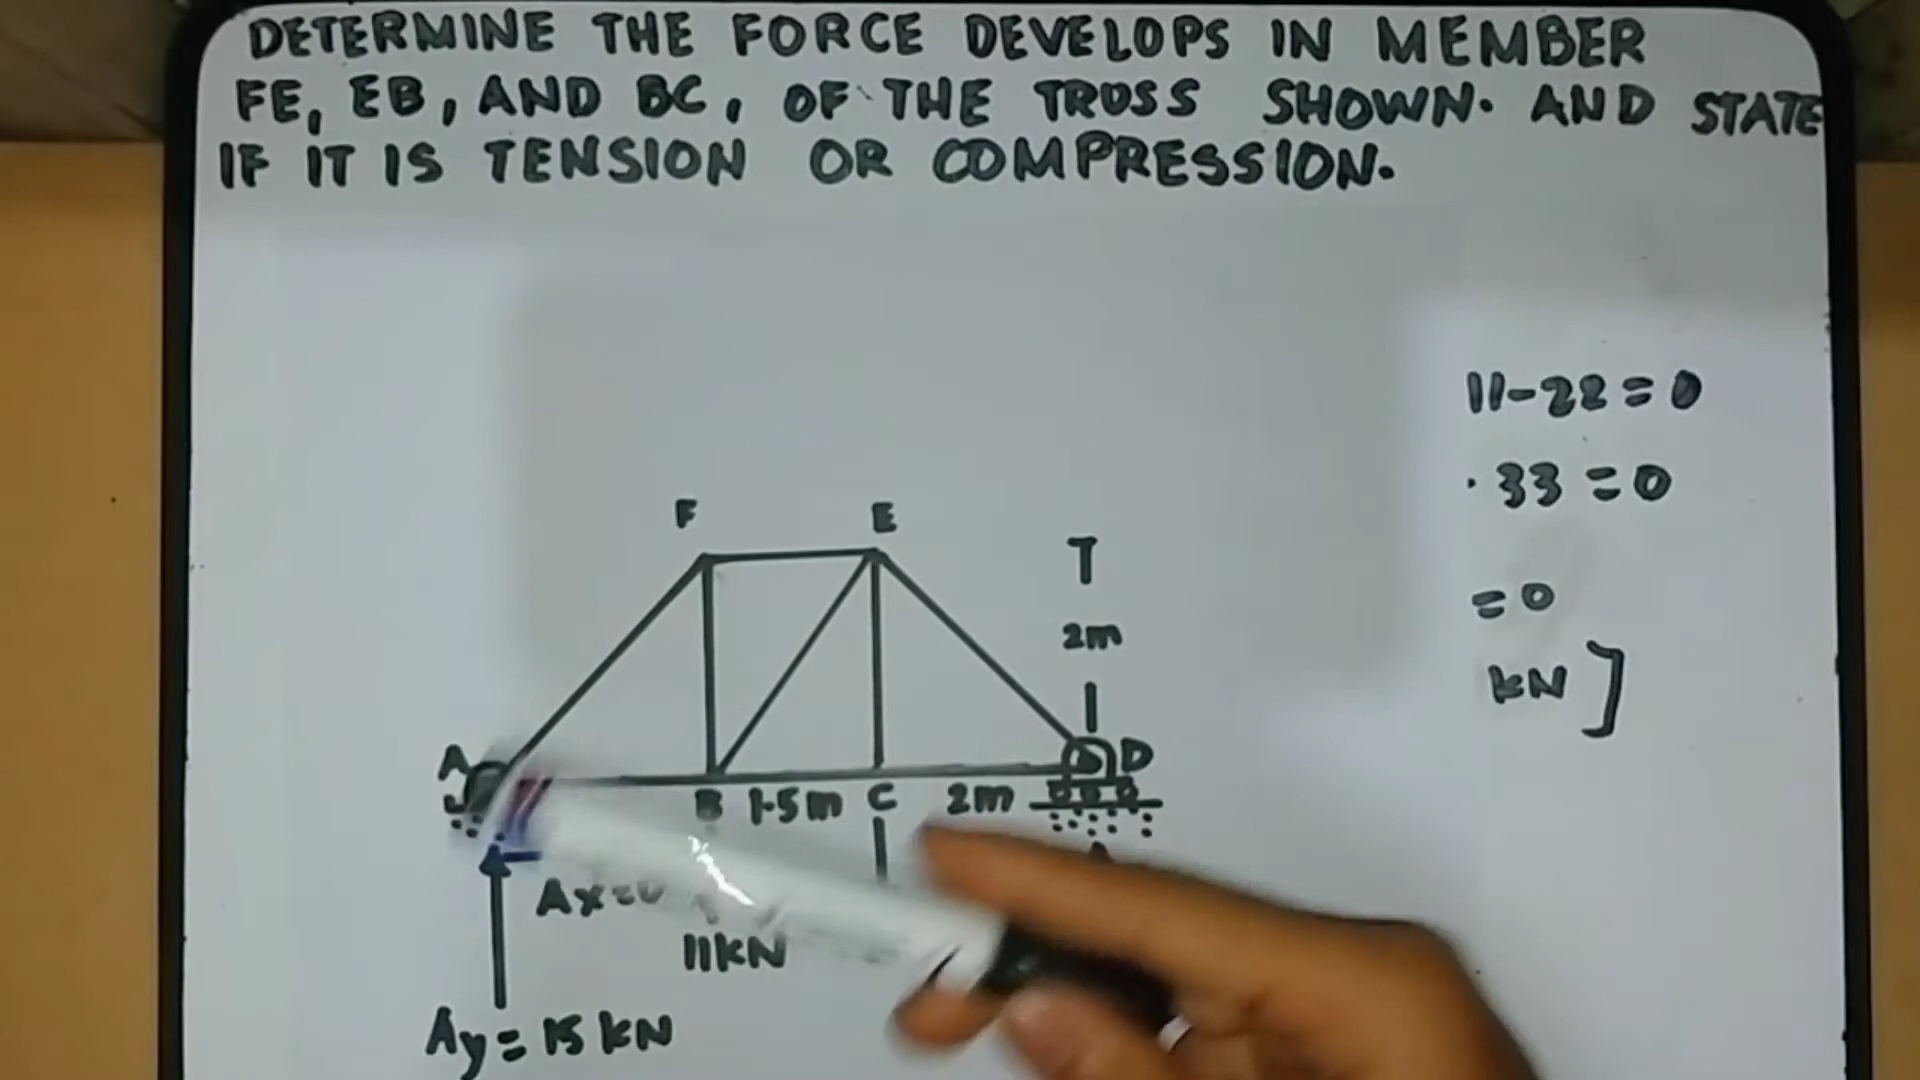 DETERMINE THE FORCE DEVELOPS IN MEMBER
FE, EB, AND BC, OF THE TRUSS SHOWN. AND STATE
IF IT IS TENSION OR COMPRESSION.
11-22=0
.33=0
=0
kN]
F
E
T
2m
A
D
B 1.5m C 2m
Ax=0
11kN
Ay=15kN